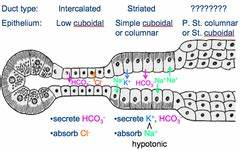 Duct type: Intercalated Striated ????????
Epithelium: Low cuboidal Simple cuboidal P. St. columnar
or columnar or St. cuboidal
HCO₃⁻ Cl⁻ Na⁺ K⁺ Na⁺ Na⁺
•secrete HCO₃⁻ •secrete K⁺, HCO₃⁻
•absorb Cl⁻ •absorb Na⁺
hypotonic